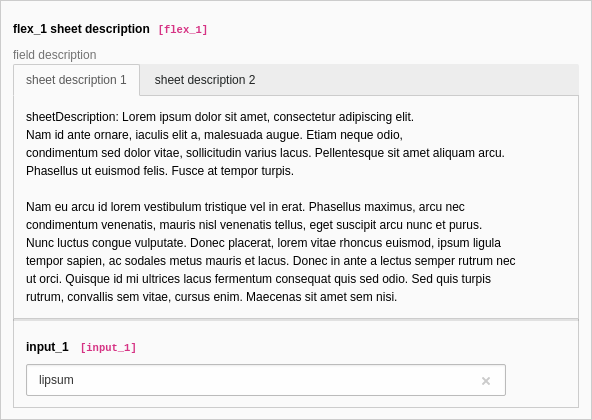 flex_1 sheet description [flex_1]
field description
sheet description 1 sheet description 2
sheetDescription: Lorem ipsum dolor sit amet, consectetur adipiscing elit.
Nam id ante ornare, iaculis elit a, malesuada augue. Etiam neque odio,
condimentum sed dolor vitae, sollicitudin varius lacus. Pellentesque sit amet aliquam arcu.
Phasellus ut euismod felis. Fusce at tempor turpis.
Nam eu arcu id lorem vestibulum tristique vel in erat. Phasellus maximus, arcu nec
condimentum venenatis, mauris nisl venenatis tellus, eget suscipit arcu nunc et purus.
Nunc luctus congue vulputate. Donec placerat, lorem vitae rhoncus euismod, ipsum ligula
tempor sapien, ac sodales metus mauris et lacus. Donec in ante a lectus semper rutrum nec
ut orci. Quisque id mi ultrices lacus fermentum consequat quis sed odio. Sed quis turpis
rutrum, convallis sem vitae, cursus enim. Maecenas sit amet sem nisi.
input_1 [input_1]
lipsum